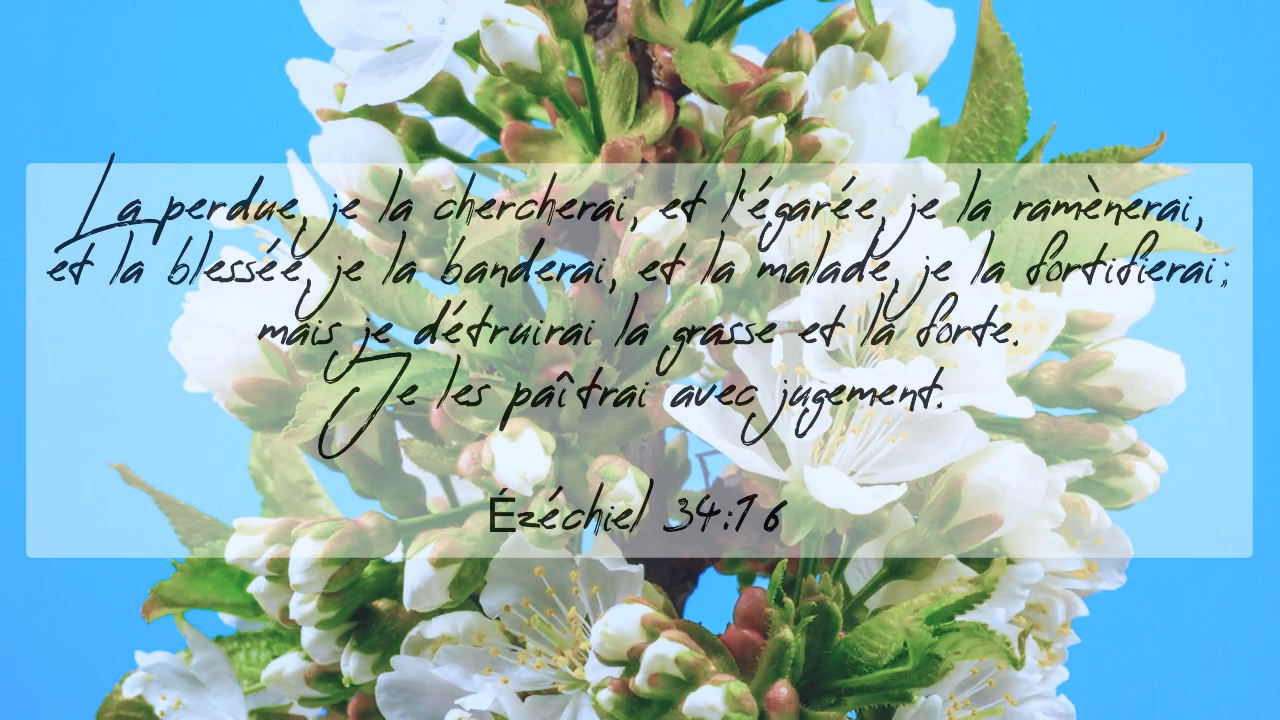 La perdue, je la chercherai, et l'égarée, je la ramènerai,
et la blessée, je la banderai, et la malade, je la fortifierai;
mais je détruirai la grasse et la forte.
Je les paîtrai avec jugement.
Ézéchiel 34:16